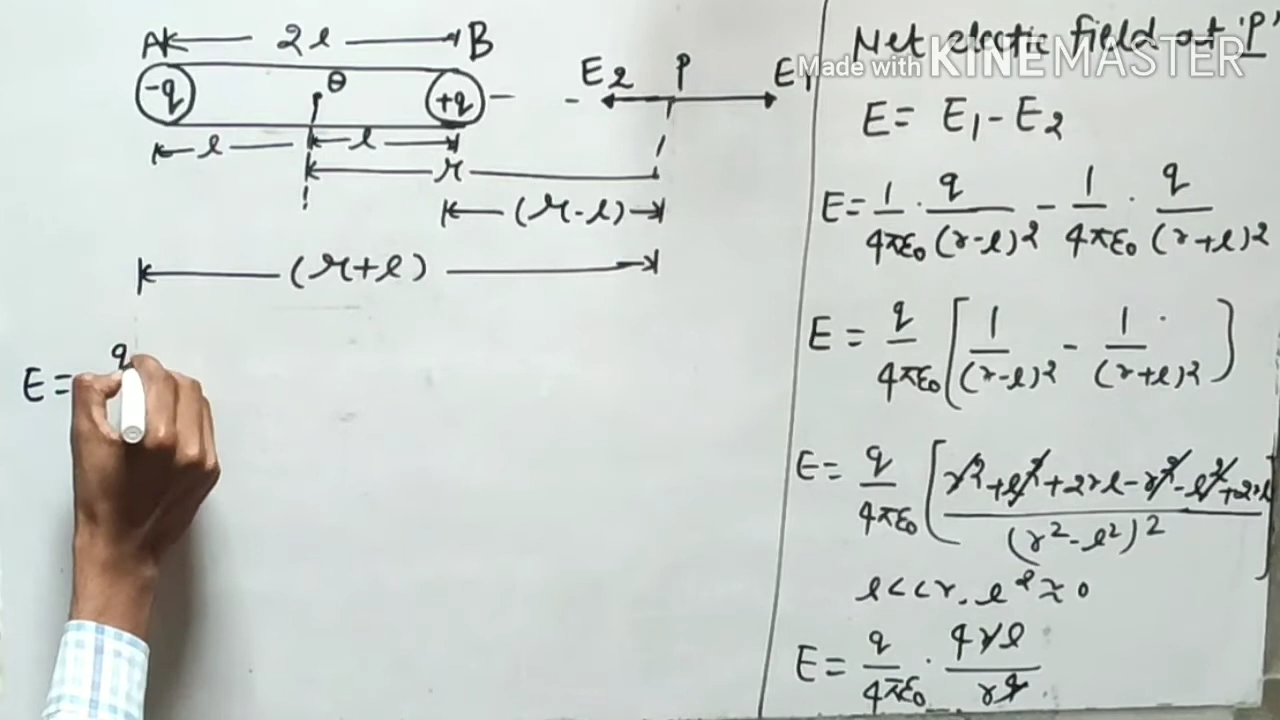 A 2l B
-q θ +q E2 P E1
l l
r
(r-l)
(r+l)
E = q
Net electic field at 'P'
Made with KINEMASTER
E = E₁ - E₂
E = 1/4πε₀ · q/(r-l)² - 1/4πε₀ · q/(r+l)²
E = q/4πε₀ [1/(r-l)² - 1/(r+l)²]
E = q/4πε₀ [r²+l²+2rl-r²-l²+2rl/(r²-l²)²]
l<<r. l² ≈ 0
E = q/4πε₀ · 4rl/r⁴